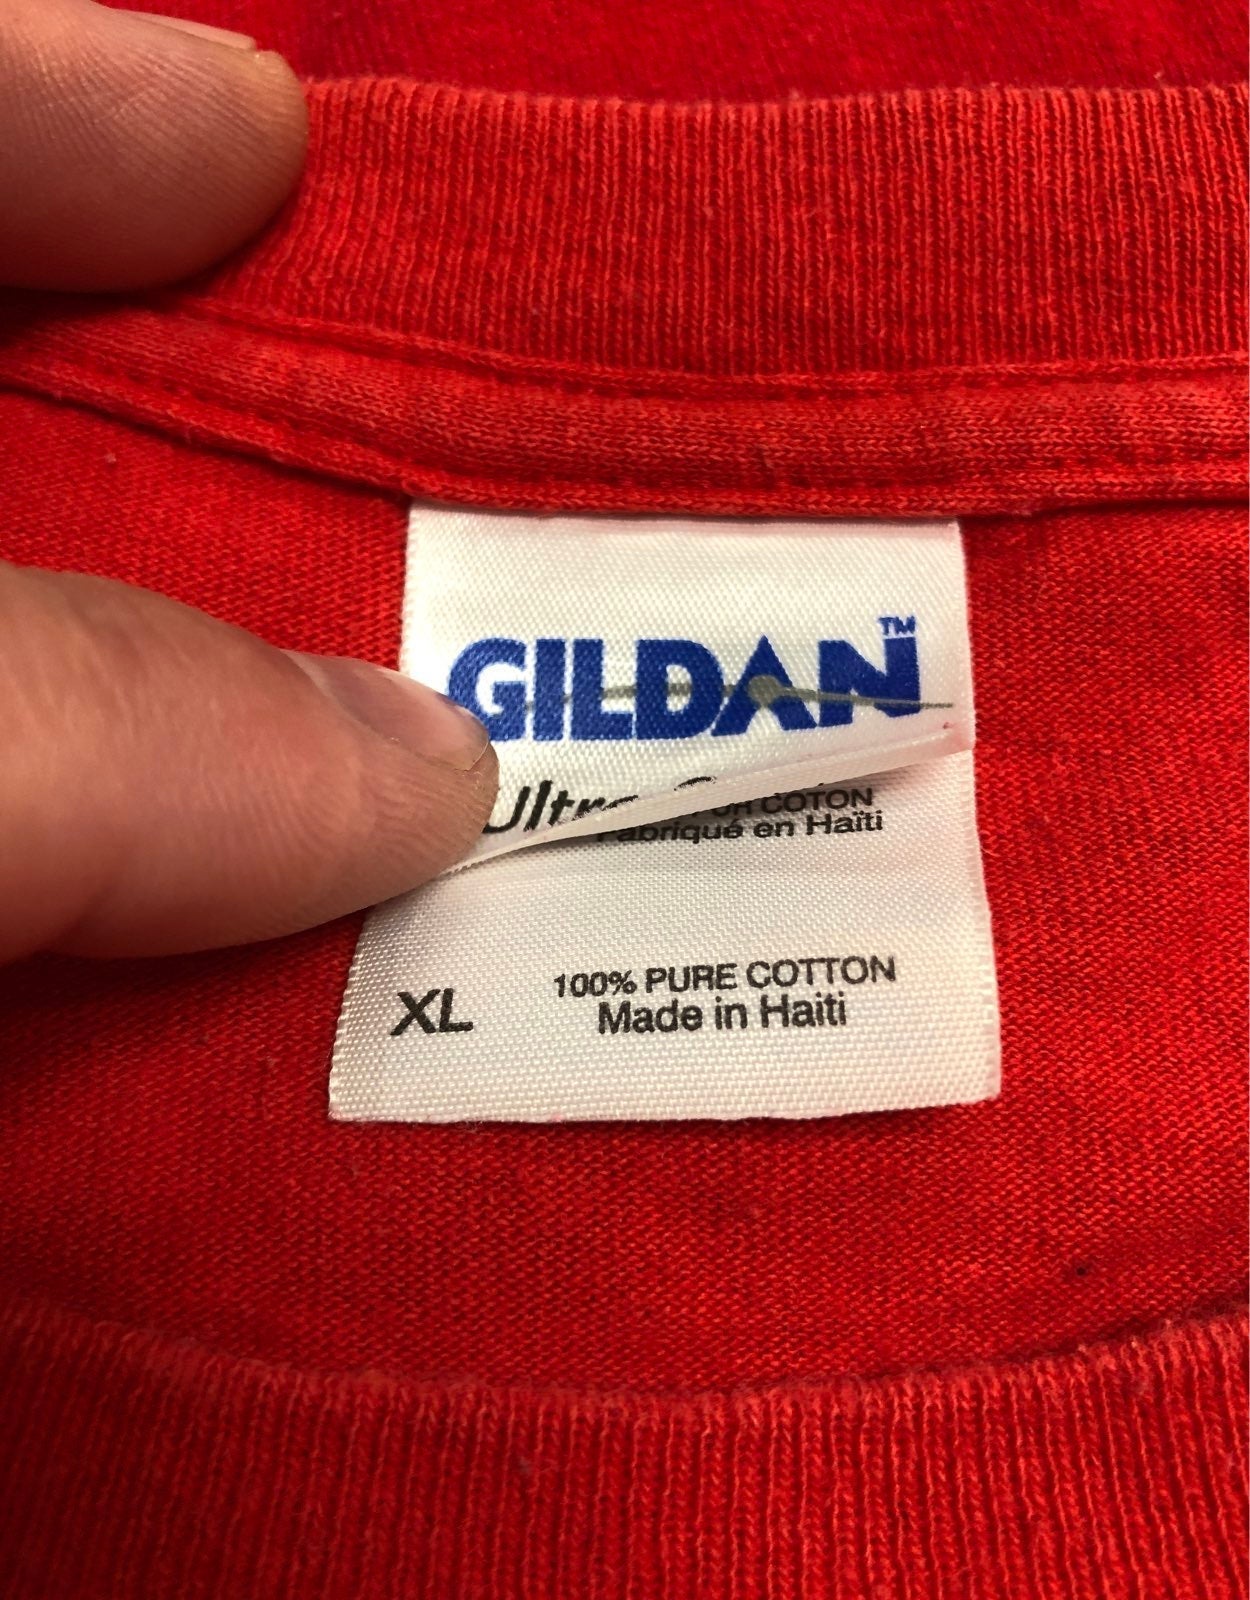 GILDAN™
COTON
Fabriqué en Haïti
XL
100% PURE COTTON
Made in Haiti